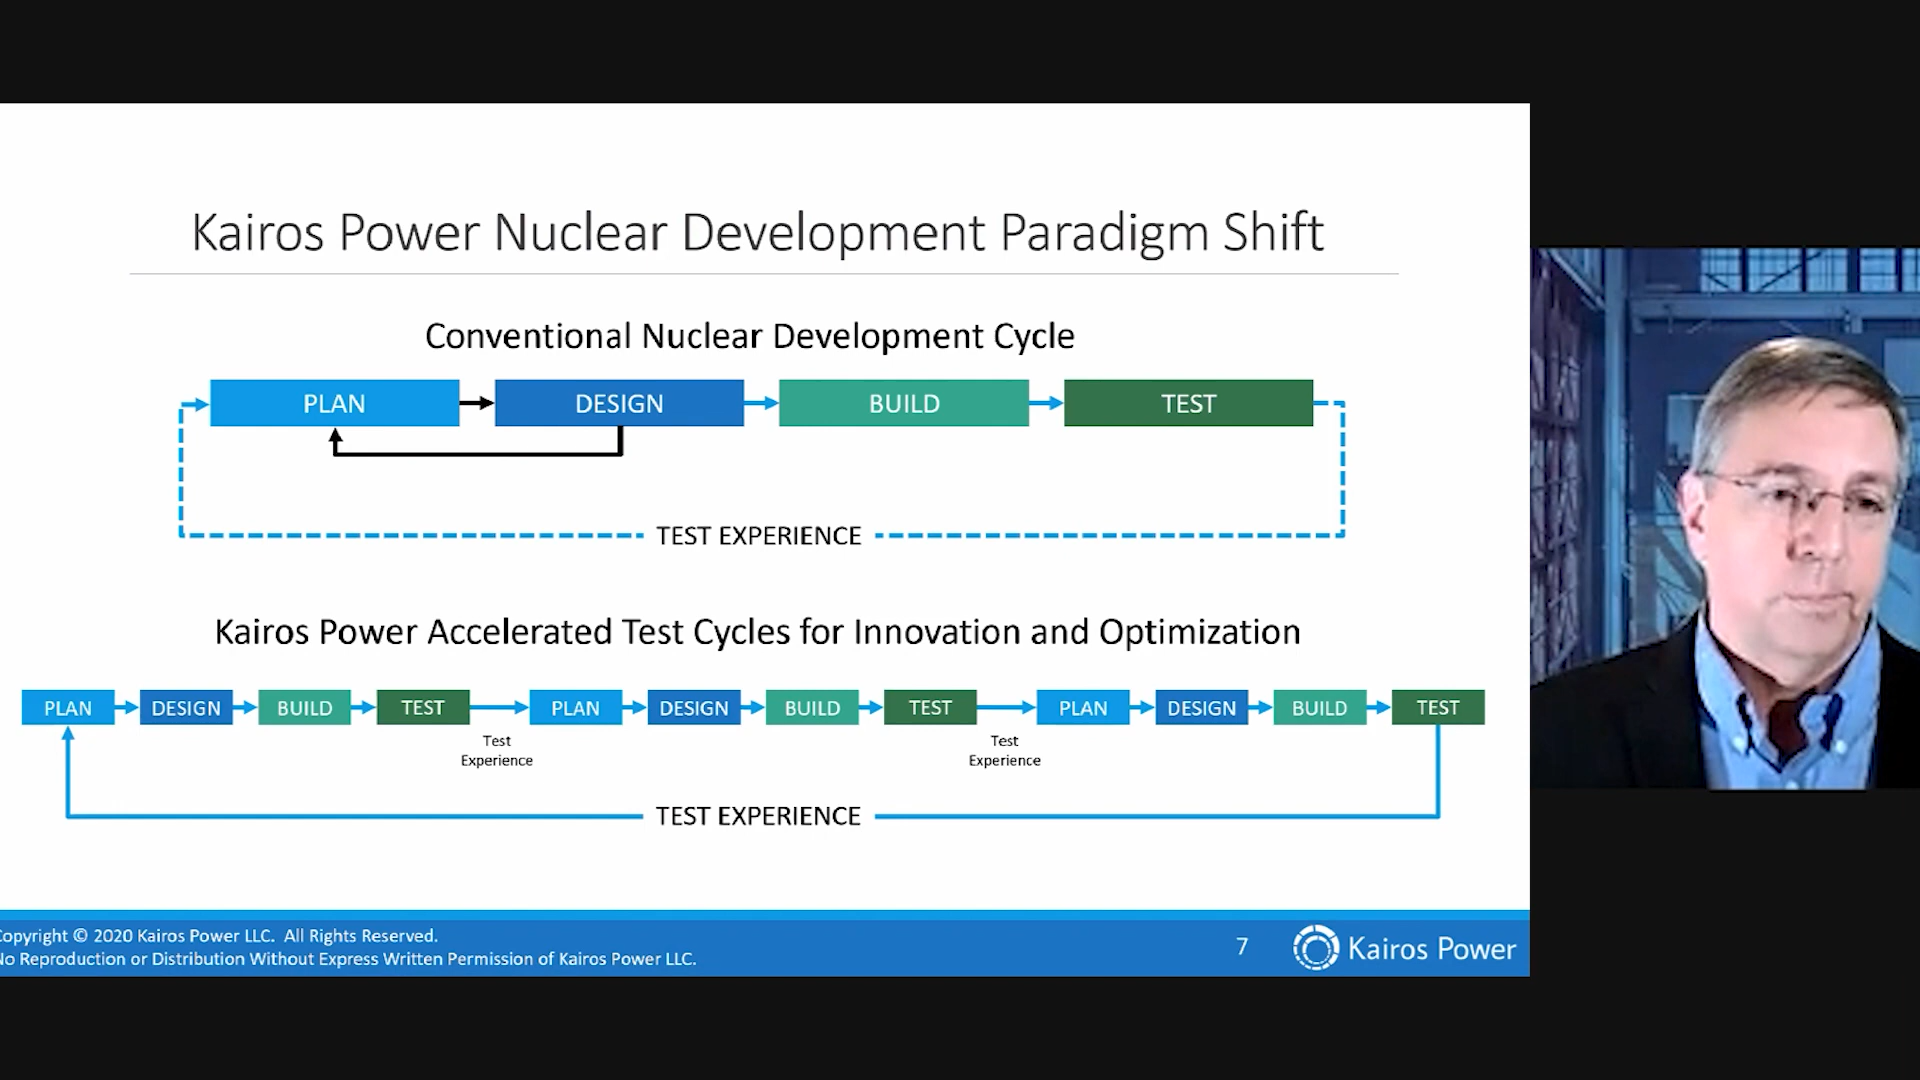 Kairos Power Nuclear Development Paradigm Shift
Conventional Nuclear Development Cycle
PLAN
DESIGN
BUILD
TEST
TEST EXPERIENCE
Kairos Power Accelerated Test Cycles for Innovation and Optimization
PLAN
DESIGN
BUILD
TEST
PLAN
DESIGN
BUILD
TEST
PLAN
DESIGN
BUILD
TEST
Test
Experience
Test
Experience
TEST EXPERIENCE
opyright © 2020 Kairos Power LLC. All Rights Reserved.
No Reproduction or Distribution Without Express Written Permission of Kairos Power LLC.
7
Kairos Power